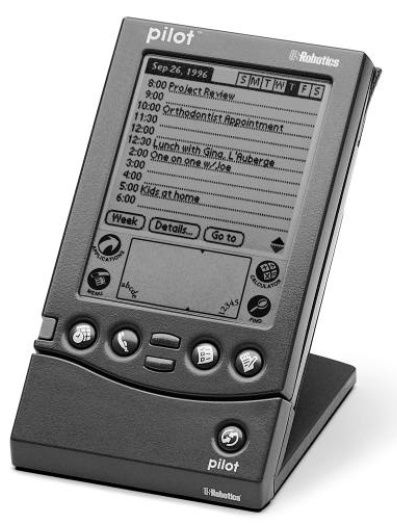 pilot™
U.S.Robotics
Sep 26, 1996 S M T W T F S
8:00 Project Review
9:00
10:00 Orthodontist Appointment
11:30
12:00
12:30 Lunch with Gina, L'Auberge
2:00 One on one w/Joe
3:00
4:00
5:00 Kids at home
6:00
Week Details... Go to
APPLICATIONS
CALCULATOR
MENU
FIND
abcde
12345
pilot
U.S.Robotics